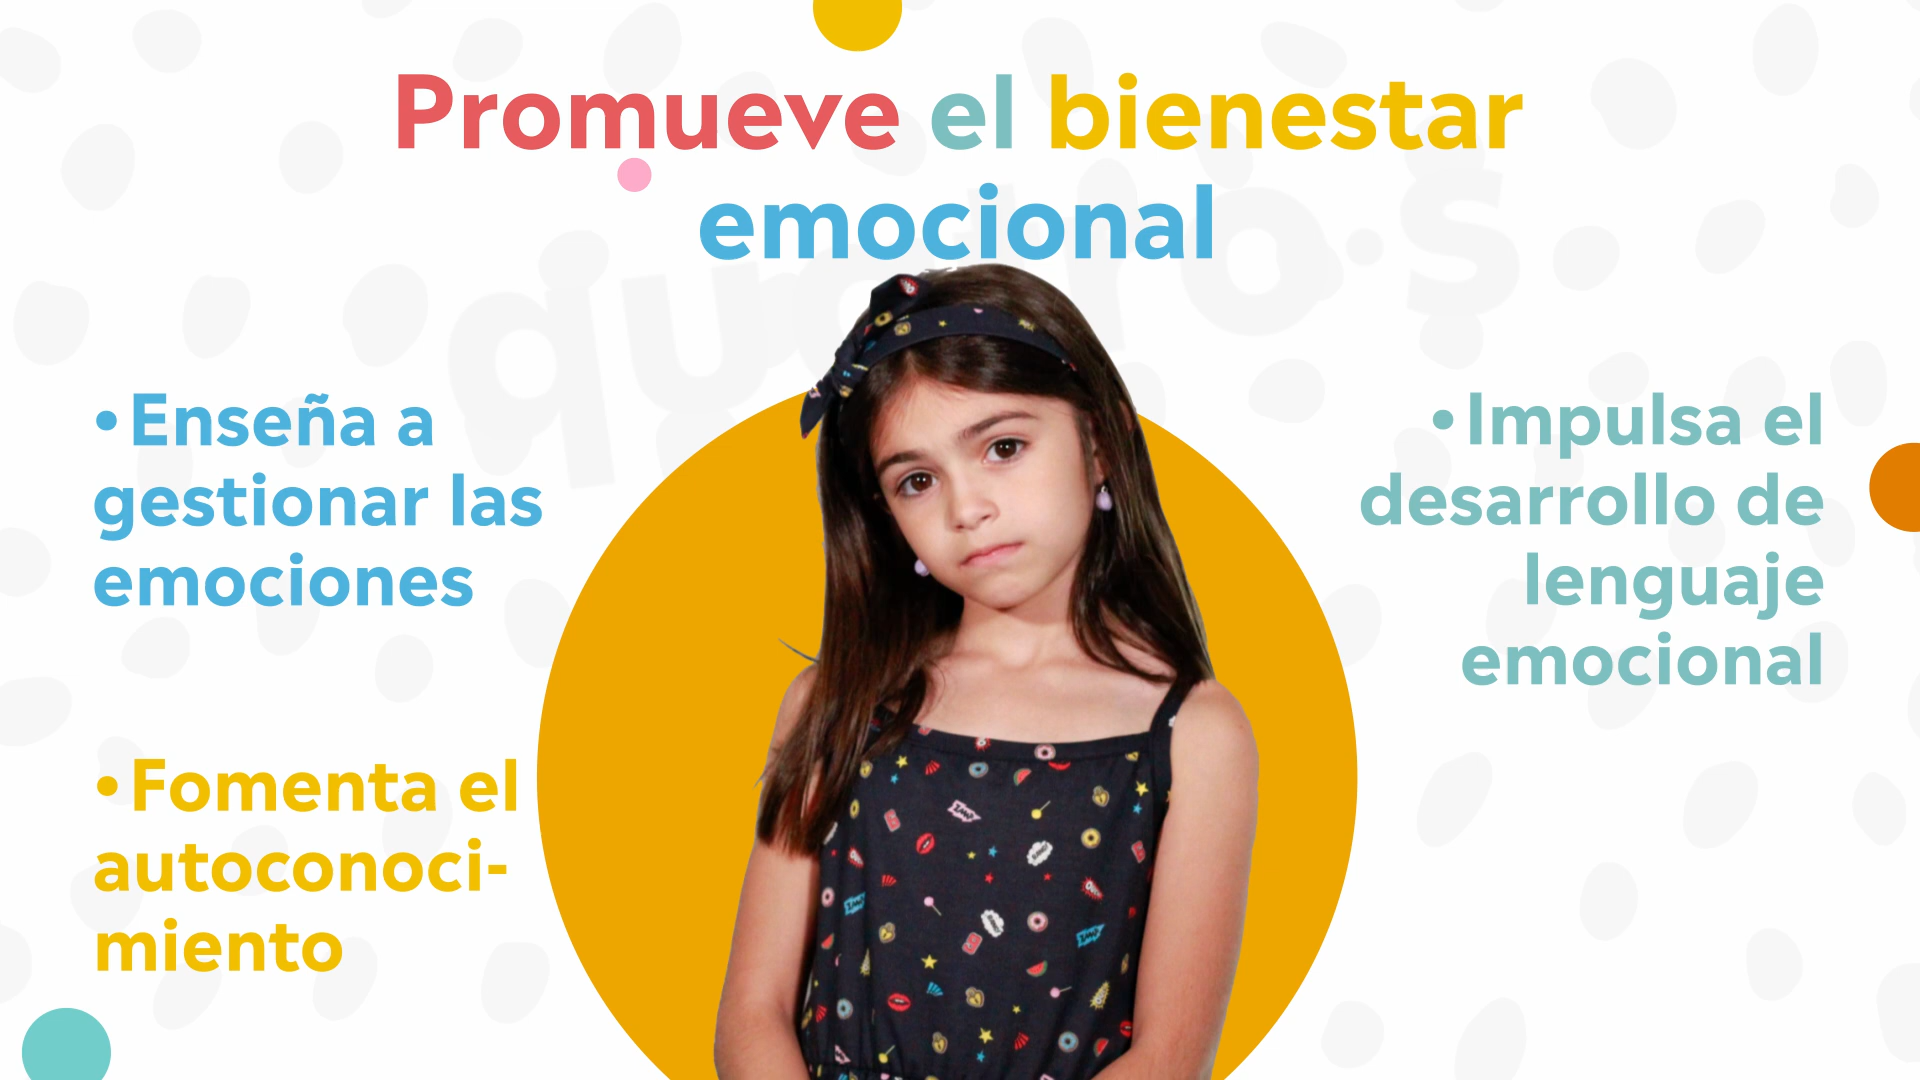 Promueve el bienestar
emocional
• Enseña a
gestionar las
emociones
• Fomenta el
autoconoci-
miento
• Impulsa el
desarrollo de
lenguaje
emocional